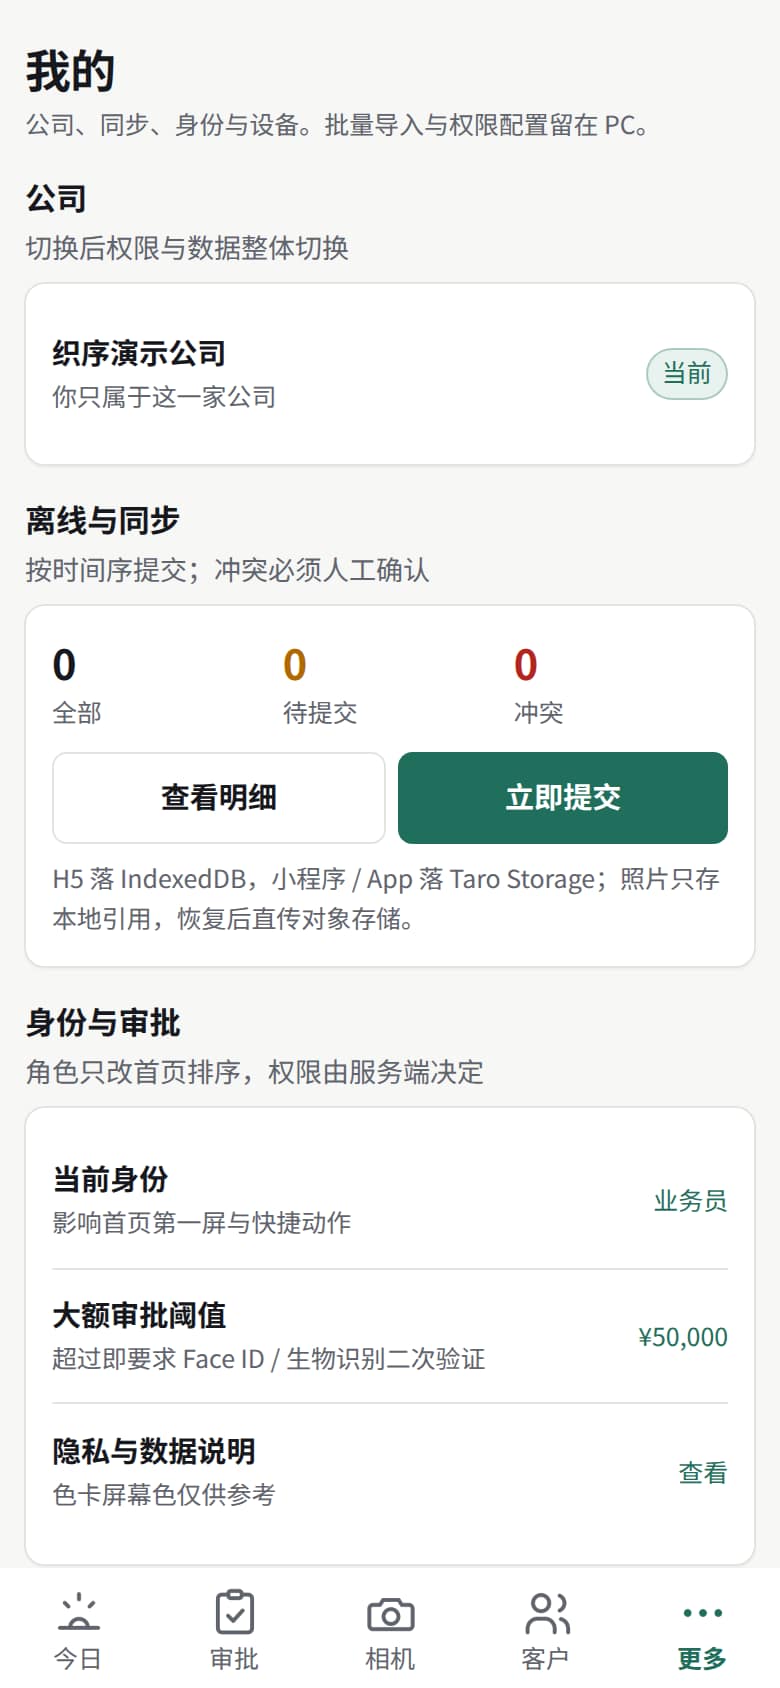 我的
公司、同步、身份与设备。批量导入与权限配置留在 PC。
公司
切换后权限与数据整体切换
织序演示公司
你只属于这一家公司
当前
离线与同步
按时间序提交；冲突必须人工确认
0
全部
0
待提交
0
冲突
查看明细
立即提交
H5 落 IndexedDB，小程序 / App 落 Taro Storage；照片只存
本地引用，恢复后直传对象存储。
身份与审批
角色只改首页排序，权限由服务端决定
当前身份
影响首页第一屏与快捷动作
业务员
大额审批阈值
超过即要求 Face ID / 生物识别二次验证
¥50,000
隐私与数据说明
色卡屏幕色仅供参考
查看
今日
审批
相机
客户
更多